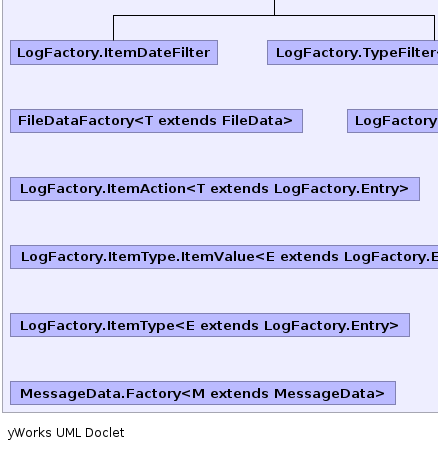 LogFactory.ItemDateFilter
LogFactory.TypeFilter
FileDataFactory<T extends FileData>
LogFactory
LogFactory.ItemAction<T extends LogFactory.Entry>
LogFactory.ItemType.ItemValue<E extends LogFactory.E
LogFactory.ItemType<E extends LogFactory.Entry>
MessageData.Factory<M extends MessageData>
yWorks UML Doclet